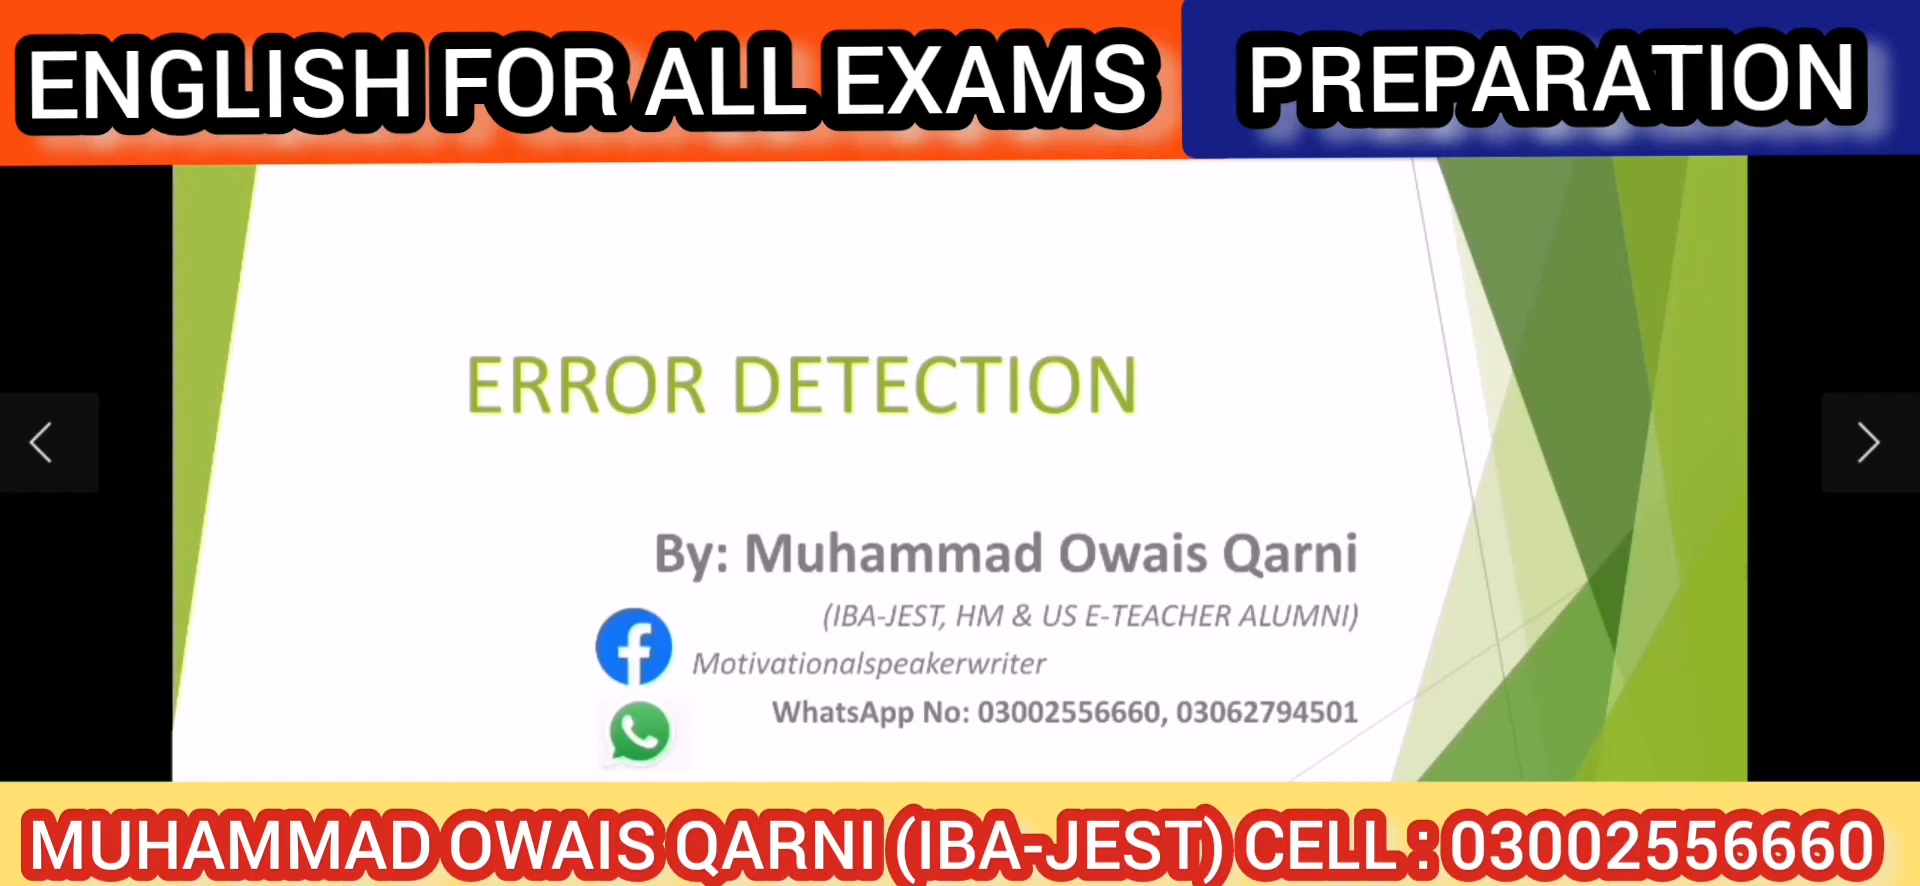 ENGLISH FOR ALL EXAMS PREPARATION
ERROR DETECTION
By: Muhammad Owais Qarni
(IBA-JEST, HM & US E-TEACHER ALUMNI)
Motivationalspeakerwriter
WhatsApp No: 03002556660, 03062794501
MUHAMMAD OWAIS QARNI (IBA-JEST) CELL : 03002556660